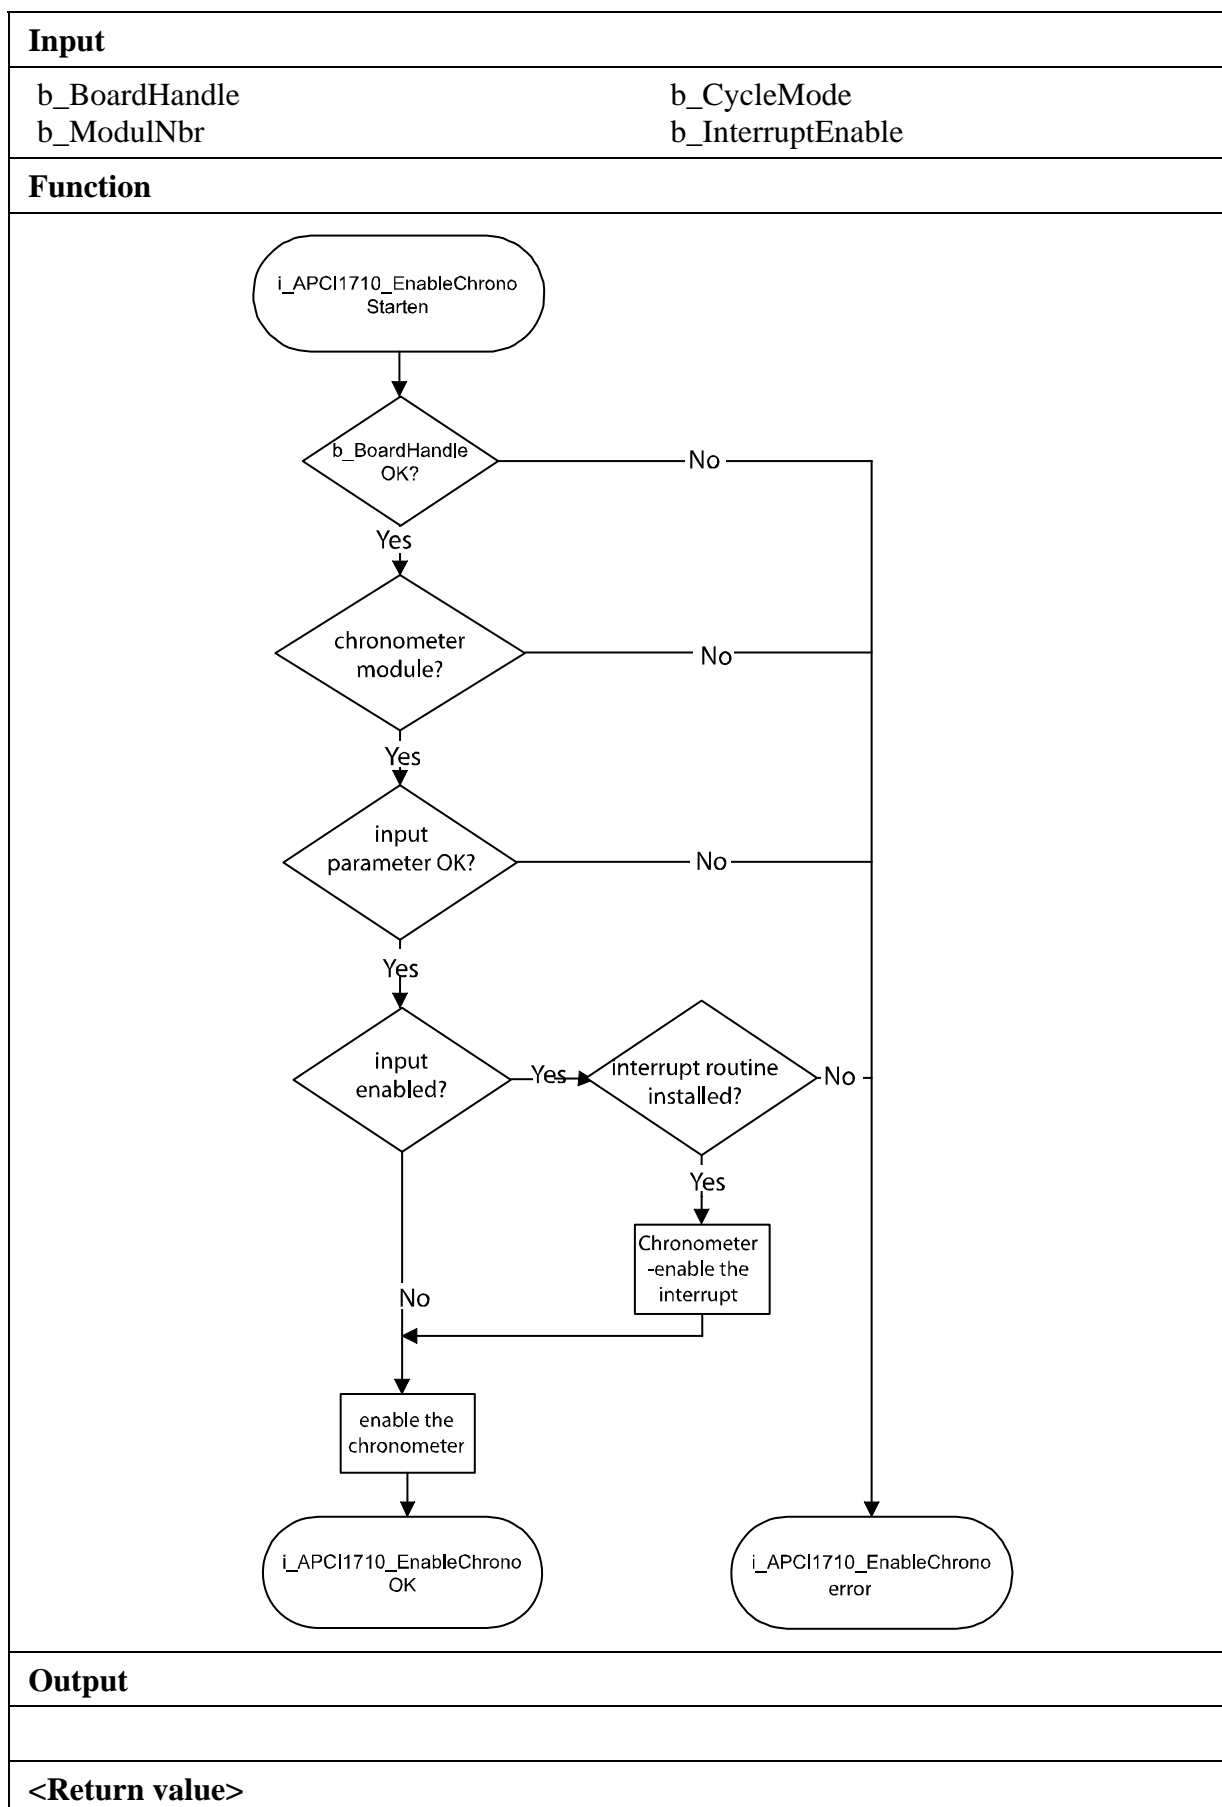 Input
b_BoardHandle
b_CycleMode
b_ModulNbr
b_InterruptEnable
Function
i_APCI1710_EnableChrono
Starten
b_BoardHandle
OK?
No
Yes
chronometer
module?
No
Yes
input
parameter OK?
No
Yes
input
enabled?
Yes
interrupt routine
installed?
No
Yes
Chronometer
-enable the
interrupt
No
enable the
chronometer
i_APCI1710_EnableChrono
OK
i_APCI1710_EnableChrono
error
Output
<Return value>